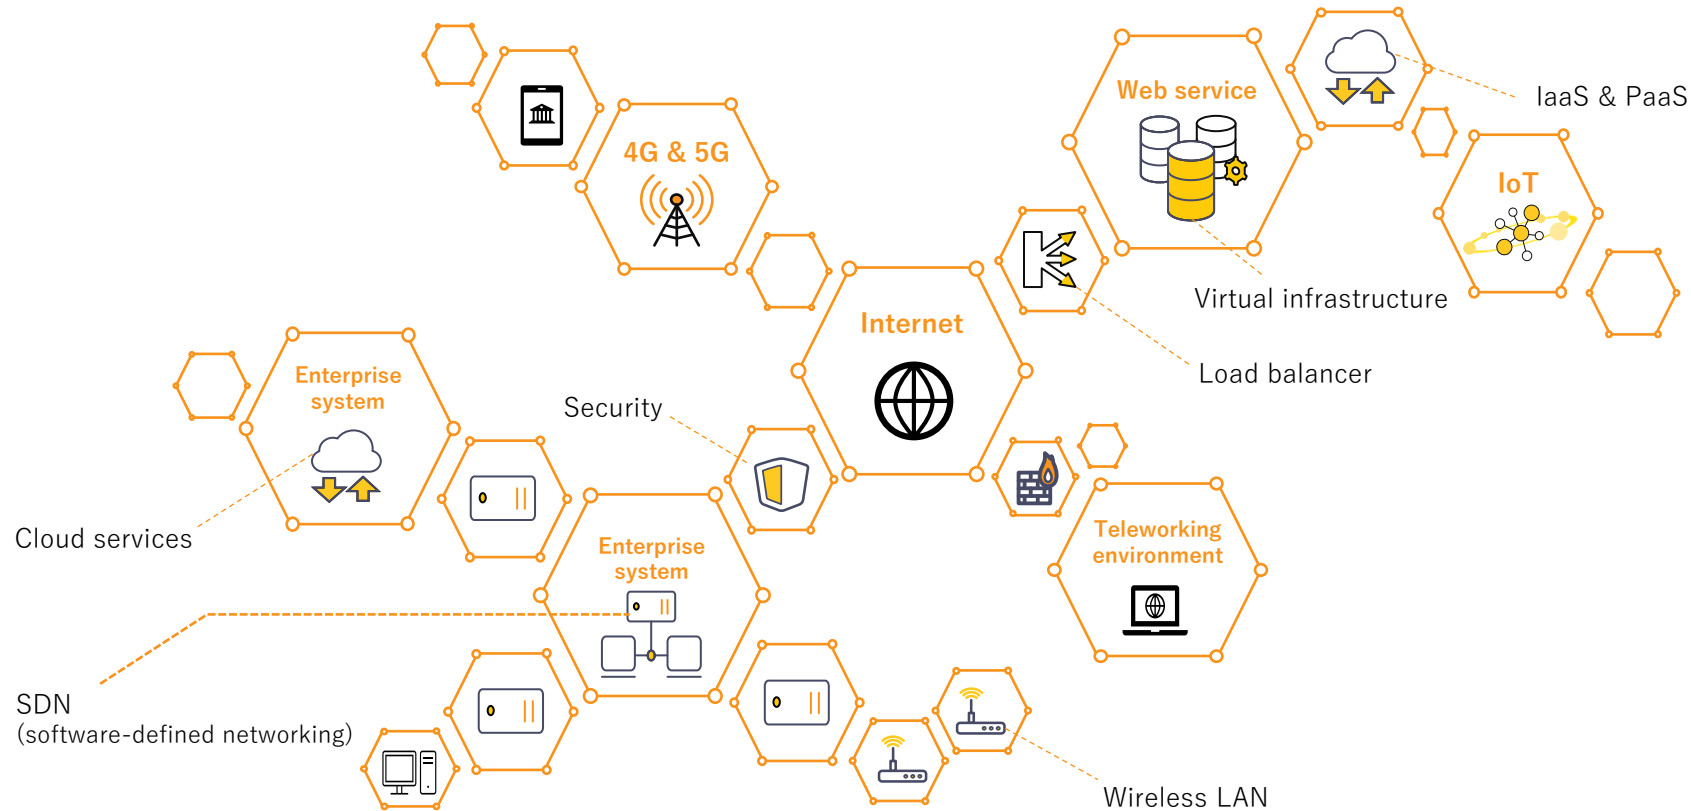 Web service
IaaS & PaaS
4G & 5G
IoT
Virtual infrastructure
Internet
Load balancer
Enterprise
system
Security
Cloud services
Teleworking
environment
Enterprise
system
SDN
(software-defined networking)
Wireless LAN